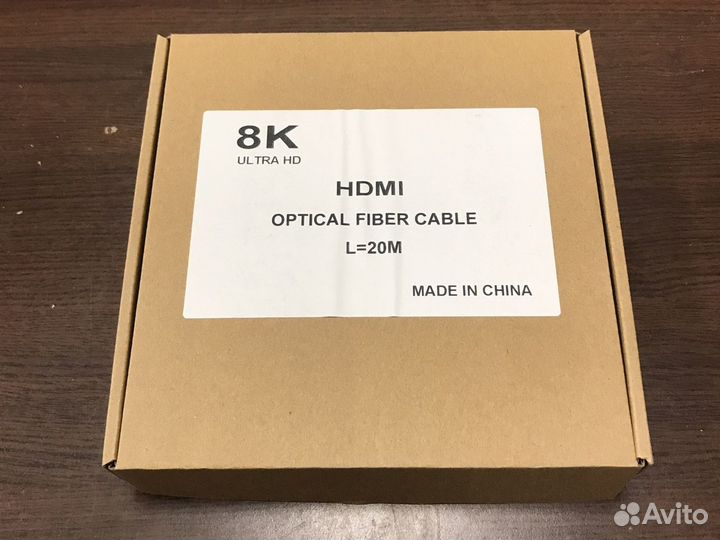 8K
ULTRA HD
HDMI
OPTICAL FIBER CABLE
L=20M
MADE IN CHINA
Avito